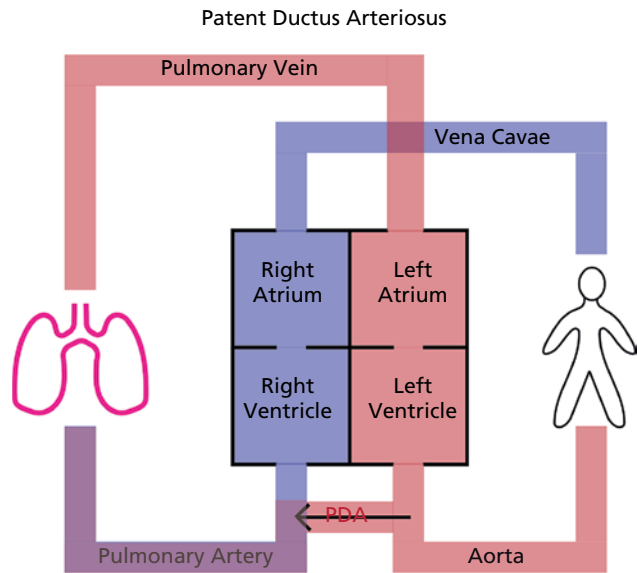 Patent Ductus Arteriosus
Pulmonary Vein
Vena Cavae
Right
Atrium
Left
Atrium
Right
Ventricle
Left
Ventricle
PDA
Pulmonary Artery
Aorta